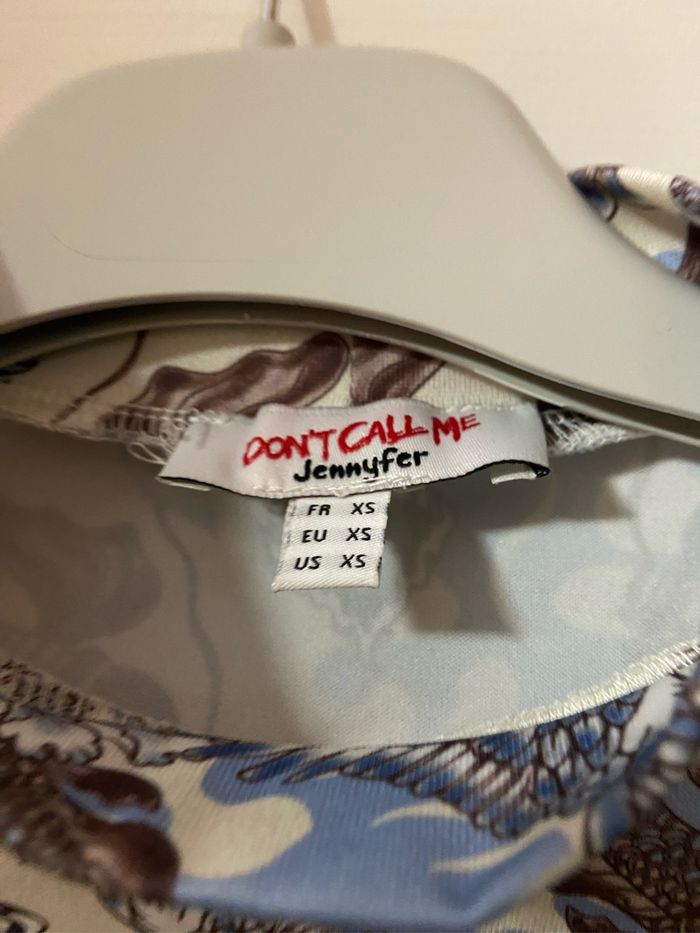 DON'T CALL ME
Jennyfer
FR XS
EU XS
US XS